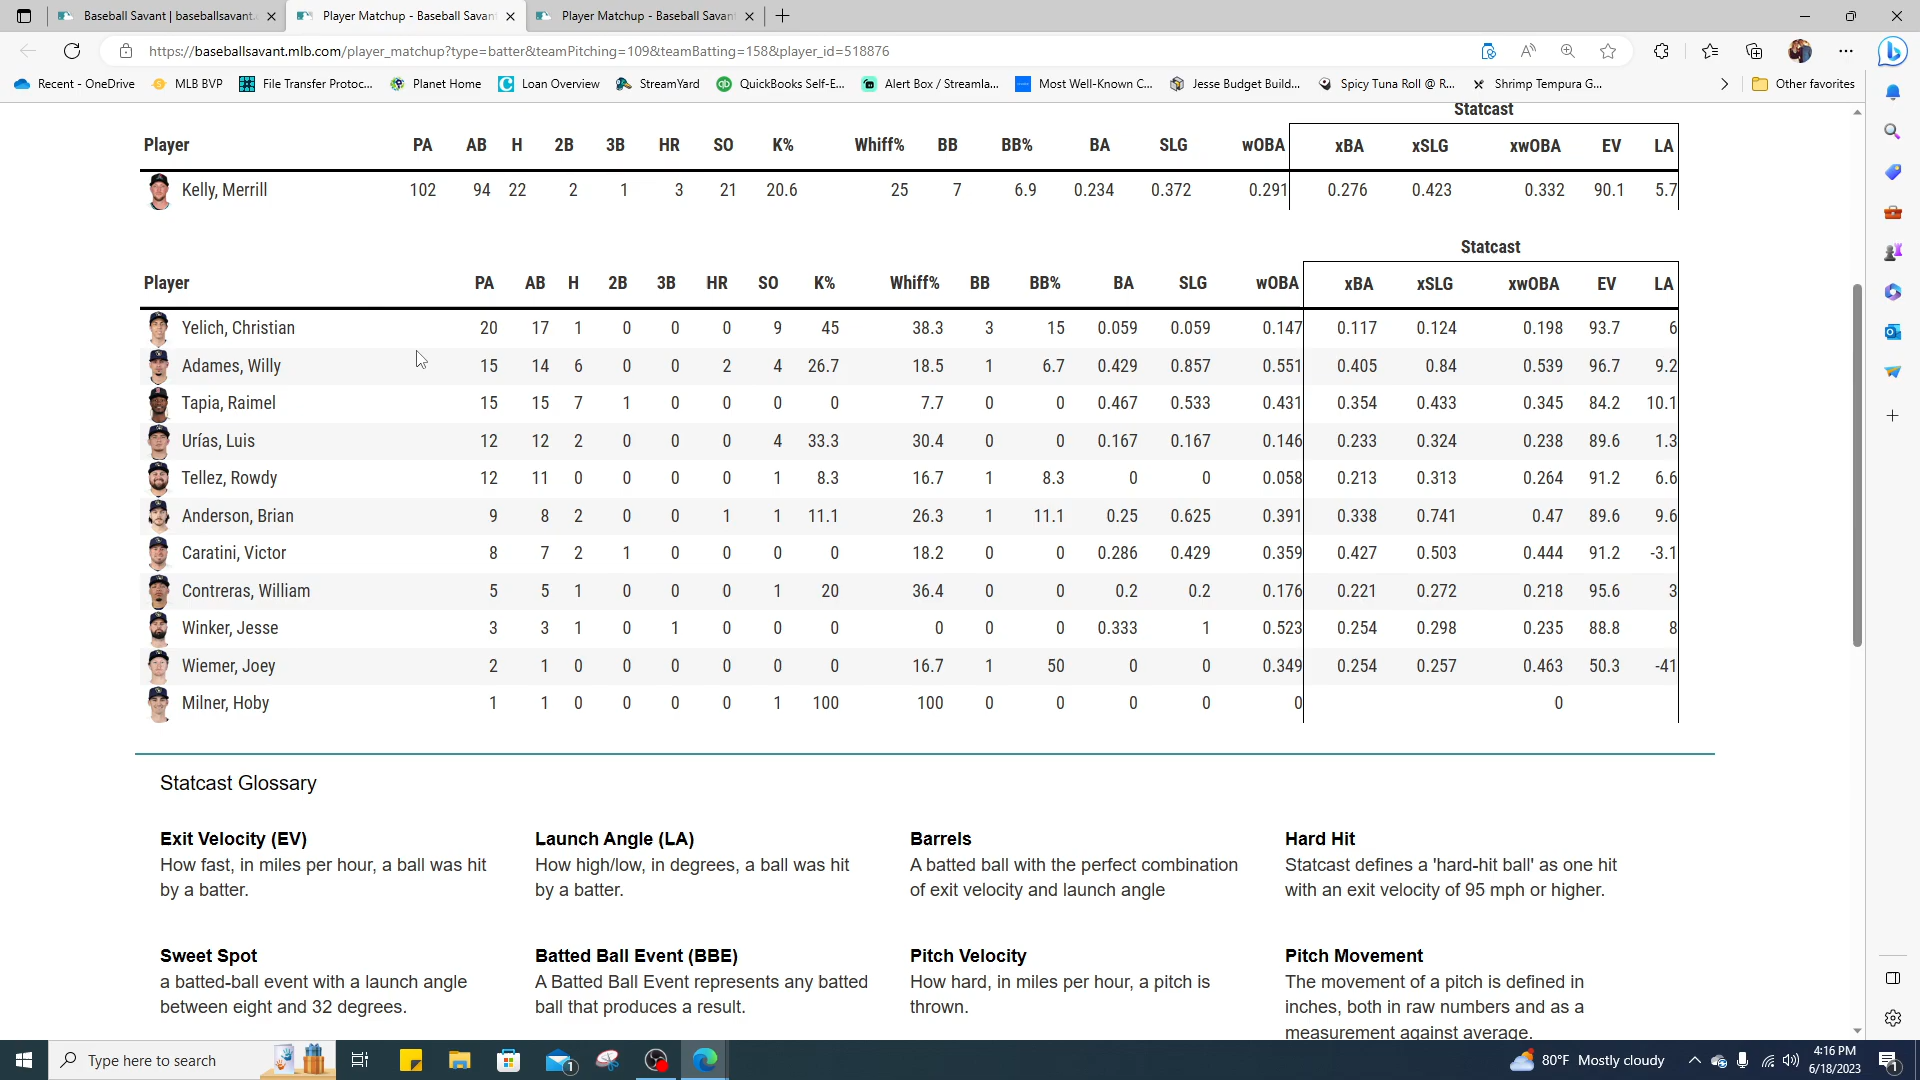 Baseball Savant | baseballsavant.
Player Matchup - Baseball Savant
Player Matchup - Baseball Savant
https://baseballsavant.mlb.com/player_matchup?type=batter&teamPitching=109&teamBatting=158&player_id=518876
Recent - OneDrive MLB BVP File Transfer Protoc... Planet Home Loan Overview StreamYard QuickBooks Self-E... Alert Box / Streamla... Most Well-Known C... Jesse Budget Build... Spicy Tuna Roll @ R... Shrimp Tempura G... Other favorites
Statcast
Player PA AB H 2B 3B HR SO K% Whiff% BB BB% BA SLG wOBA xBA xSLG xwOBA EV LA
Kelly, Merrill 102 94 22 2 1 3 21 20.6 25 7 6.9 0.234 0.372 0.291 0.276 0.423 0.332 90.1 5.7
Statcast
Player PA AB H 2B 3B HR SO K% Whiff% BB BB% BA SLG wOBA xBA xSLG xwOBA EV LA
Yelich, Christian 20 17 1 0 0 0 9 45 38.3 3 15 0.059 0.059 0.147 0.117 0.124 0.198 93.7 6
Adames, Willy 15 14 6 0 0 2 4 26.7 18.5 1 6.7 0.429 0.857 0.551 0.405 0.84 0.539 96.7 9.2
Tapia, Raimel 15 15 7 1 0 0 0 0 7.7 0 0 0.467 0.533 0.431 0.354 0.433 0.345 84.2 10.1
Urías, Luis 12 12 2 0 0 0 4 33.3 30.4 0 0 0.167 0.167 0.146 0.233 0.324 0.238 89.6 1.3
Tellez, Rowdy 12 11 0 0 0 0 1 8.3 16.7 1 8.3 0 0 0.058 0.213 0.313 0.264 91.2 6.6
Anderson, Brian 9 8 2 0 0 1 1 11.1 26.3 1 11.1 0.25 0.625 0.391 0.338 0.741 0.47 89.6 9.6
Caratini, Victor 8 7 2 1 0 0 0 0 18.2 0 0 0.286 0.429 0.359 0.427 0.503 0.444 91.2 -3.1
Contreras, William 5 5 1 0 0 0 1 20 36.4 0 0 0.2 0.2 0.176 0.221 0.272 0.218 95.6 3
Winker, Jesse 3 3 1 0 1 0 0 0 0 0 0 0.333 1 0.523 0.254 0.298 0.235 88.8 8
Wiemer, Joey 2 1 0 0 0 0 0 0 16.7 1 50 0 0 0.349 0.254 0.257 0.463 50.3 -41
Milner, Hoby 1 1 0 0 0 0 1 100 100 0 0 0 0 0 0
Statcast Glossary
Exit Velocity (EV)
How fast, in miles per hour, a ball was hit
by a batter.
Launch Angle (LA)
How high/low, in degrees, a ball was hit
by a batter.
Barrels
A batted ball with the perfect combination
of exit velocity and launch angle
Hard Hit
Statcast defines a 'hard-hit ball' as one hit
with an exit velocity of 95 mph or higher.
Sweet Spot
a batted-ball event with a launch angle
between eight and 32 degrees.
Batted Ball Event (BBE)
A Batted Ball Event represents any batted
ball that produces a result.
Pitch Velocity
How hard, in miles per hour, a pitch is
thrown.
Pitch Movement
The movement of a pitch is defined in
inches, both in raw numbers and as a
measurement against average.
Type here to search
1
80°F Mostly cloudy
4:16 PM
6/18/2023
1